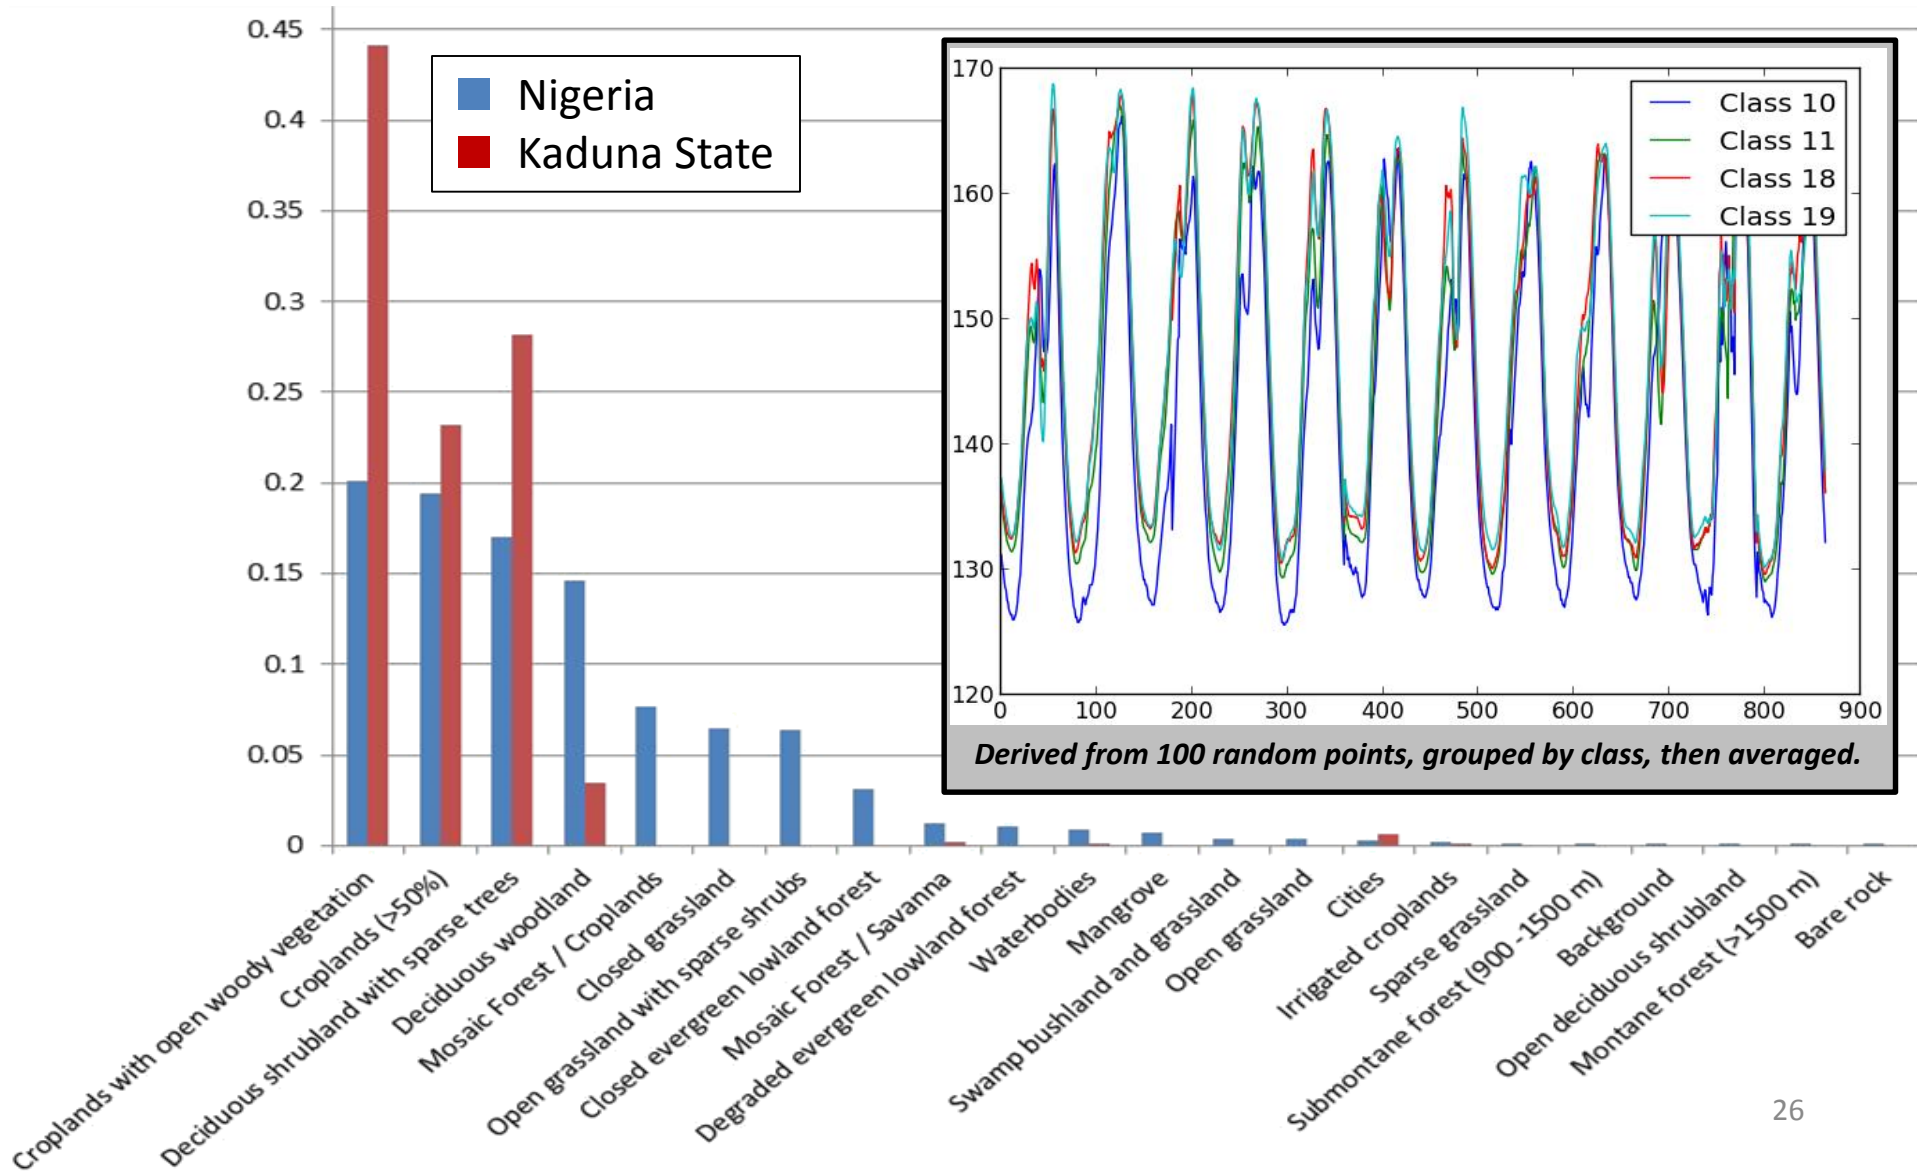 0.45
0.4
0.35
0.3
0.25
0.2
0.15
0.1
0.05
0
Nigeria
Kaduna State
170
160
150
140
130
120
0 100 200 300 400 500 600 700 800 900
Class 10
Class 11
Class 18
Class 19
Derived from 100 random points, grouped by class, then averaged.
Croplands with open woody vegetation
Croplands (>50%)
Deciduous shrubland with sparse trees
Deciduous woodland
Mosaic Forest / Croplands
Closed grassland
Open grassland with sparse shrubs
Closed evergreen lowland forest
Mosaic Forest / Savanna
Degraded evergreen lowland forest
Waterbodies
Mangrove
Swamp bushland and grassland
Open grassland
Cities
Irrigated croplands
Sparse grassland
Submontane forest (900 -1500 m)
Background
Open deciduous shrubland
Montane forest (>1500 m)
Bare rock
26